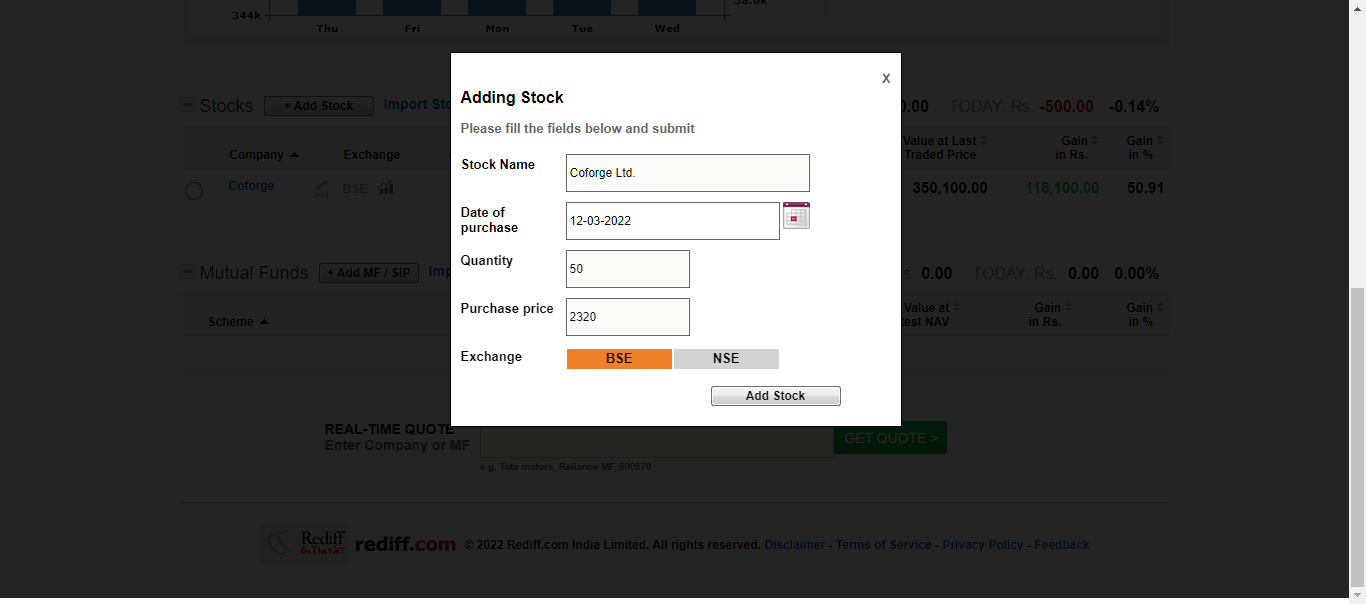 344k
Thu Fri Mon Tue Wed
X
Adding Stock
Please fill the fields below and submit
Stock Name Coforge Ltd.
Date of purchase 12-03-2022
Quantity 50
Purchase price 2320
Exchange BSE NSE
Add Stock
Stocks + Add Stock Import 0.00 TODAY: Rs -500.00 -0.14%
Company Exchange Value at Last Traded Price Gain in Rs. Gain in %
Coforge add BSE 350,100.00 118,100.00 50.91
Mutual Funds + Add MF / SIP 0.00 TODAY Rs. 0.00 0.00%
Scheme Value at NAV Gain in Rs. Gain in %
REAL-TIME QUOTE
Enter Company or MF GET QUOTE >
e.g. Tata motors, Reliance MF, 500570
Rediff On The Net rediff.com © 2022 Rediff.com India Limited. All rights reserved. Disclaimer - Terms of Service - Privacy Policy - Feedback